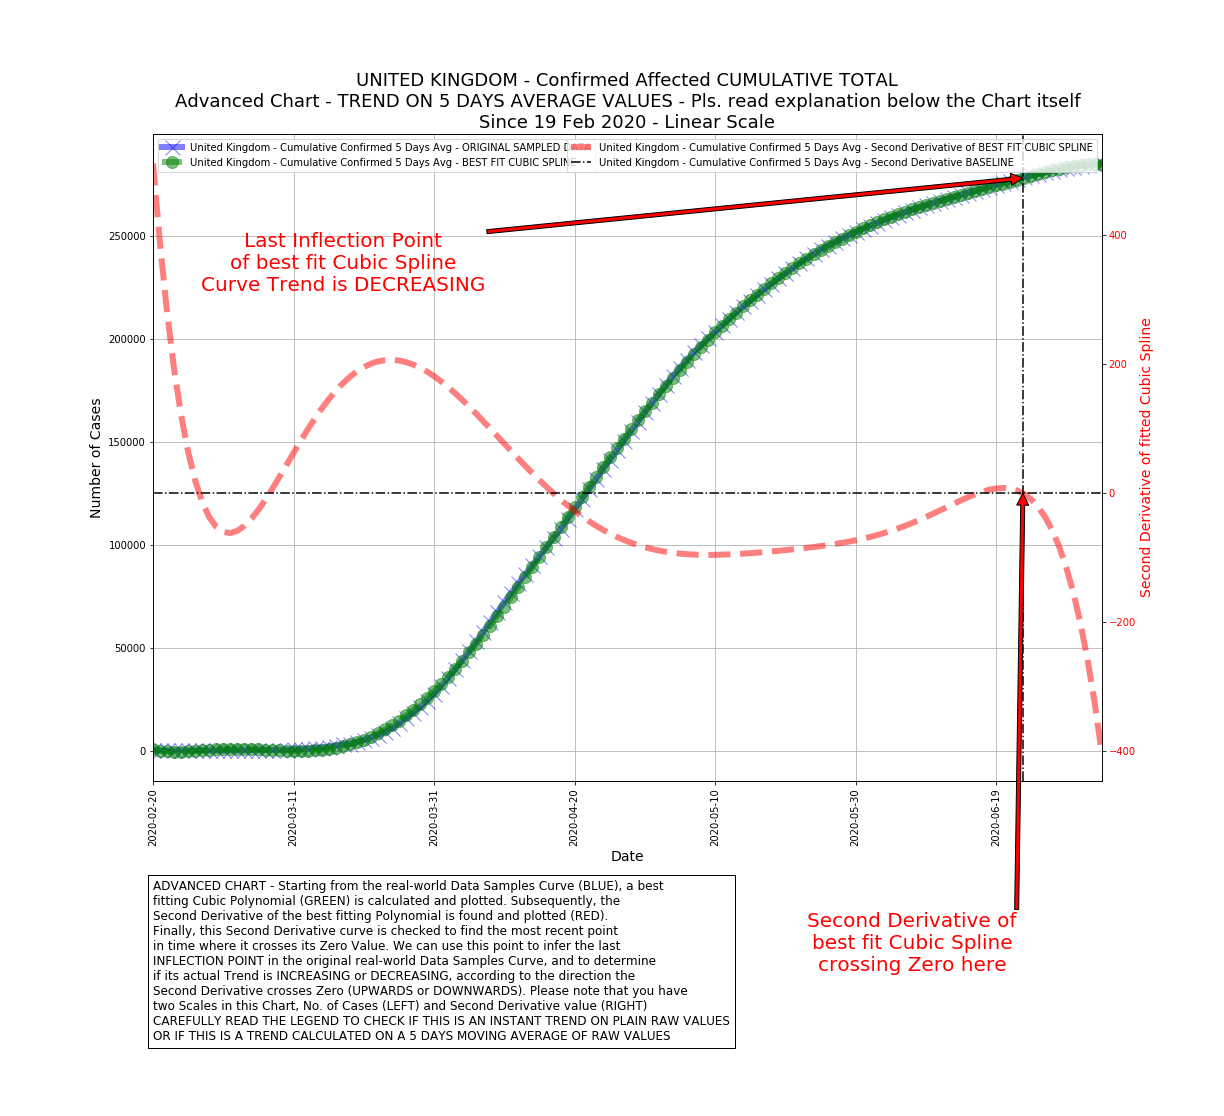 UNITED KINGDOM - Confirmed Affected CUMULATIVE TOTAL
Advanced Chart - TREND ON 5 DAYS AVERAGE VALUES - Pls. read explanation below the Chart itself
Since 19 Feb 2020 - Linear Scale
United Kingdom - Cumulative Confirmed 5 Days Avg - ORIGINAL SAMPLED DATA
United Kingdom - Cumulative Confirmed 5 Days Avg - BEST FIT CUBIC SPLINE
United Kingdom - Cumulative Confirmed 5 Days Avg - Second Derivative of BEST FIT CUBIC SPLINE
United Kingdom - Cumulative Confirmed 5 Days Avg - Second Derivative BASELINE
Last Inflection Point
of best fit Cubic Spline
Curve Trend is DECREASING
Number of Cases
250000
200000
150000
100000
50000
0
400
200
0
−200
−400
Second Derivative of fitted Cubic Spline
2020-02-20
2020-03-11
2020-03-31
2020-04-20
2020-05-10
2020-05-30
2020-06-19
Date
ADVANCED CHART - Starting from the real-world Data Samples Curve (BLUE), a best
fitting Cubic Polynomial (GREEN) is calculated and plotted. Subsequently, the
Second Derivative of the best fitting Polynomial is found and plotted (RED).
Finally, this Second Derivative curve is checked to find the most recent point
in time where it crosses its Zero Value. We can use this point to infer the last
INFLECTION POINT in the original real-world Data Samples Curve, and to determine
if its actual Trend is INCREASING or DECREASING, according to the direction the
Second Derivative crosses Zero (UPWARDS or DOWNWARDS). Please note that you have
two Scales in this Chart, No. of Cases (LEFT) and Second Derivative value (RIGHT)
CAREFULLY READ THE LEGEND TO CHECK IF THIS IS AN INSTANT TREND ON PLAIN RAW VALUES
OR IF THIS IS A TREND CALCULATED ON A 5 DAYS MOVING AVERAGE OF RAW VALUES
Second Derivative of
best fit Cubic Spline
crossing Zero here